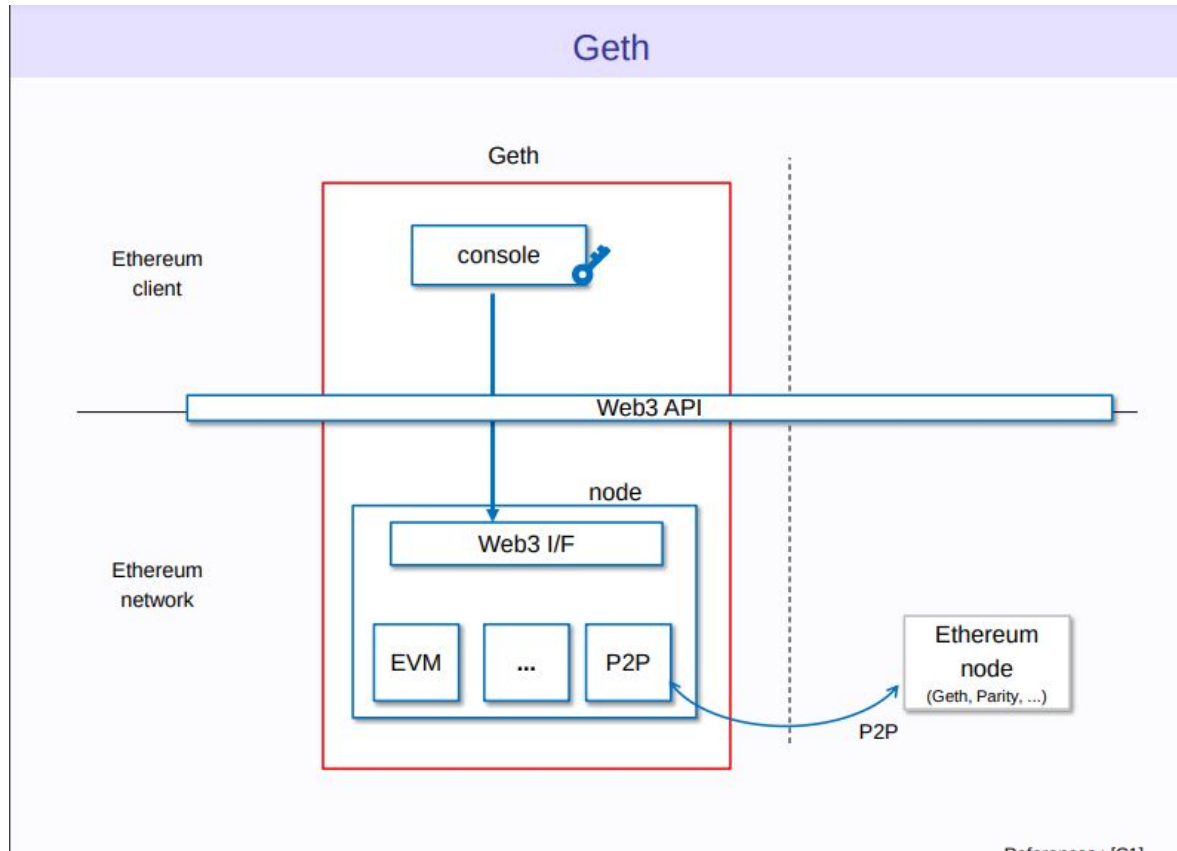 Geth
Geth
console
Ethereum
client
Web3 API
node
Web3 I/F
Ethereum
network
EVM
...
P2P
Ethereum
node
(Geth, Parity, ...)
P2P